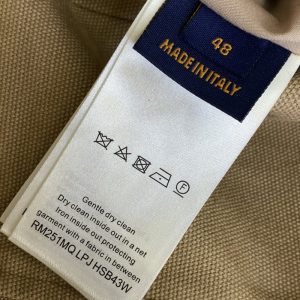 48
MADE IN ITALY
F
Gentle dry clean
Dry clean inside out in a net
Iron inside out protecting
garment with a fabric in between
RM251MQ LPJ HSB43W